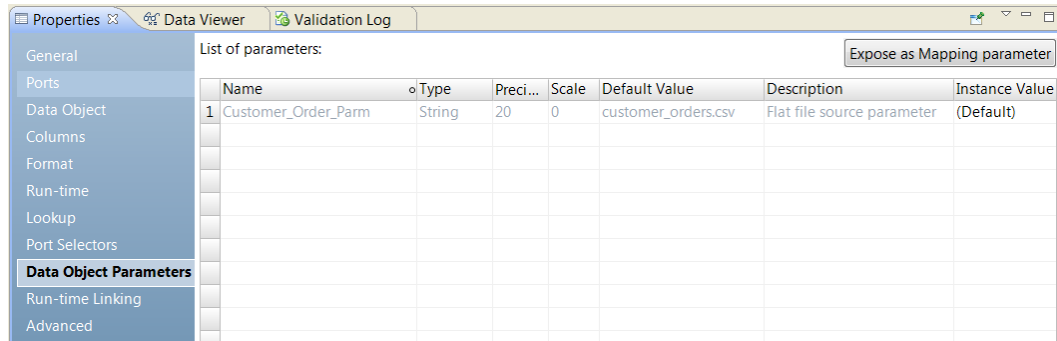 Properties Data Viewer Validation Log
General
Ports
Data Object
Columns
Format
Run-time
Lookup
Port Selectors
Data Object Parameters
Run-time Linking
Advanced
List of parameters:
Expose as Mapping parameter
Name Type Preci... Scale Default Value Description Instance Value
1 Customer_Order_Parm String 20 0 customer_orders.csv Flat file source parameter (Default)